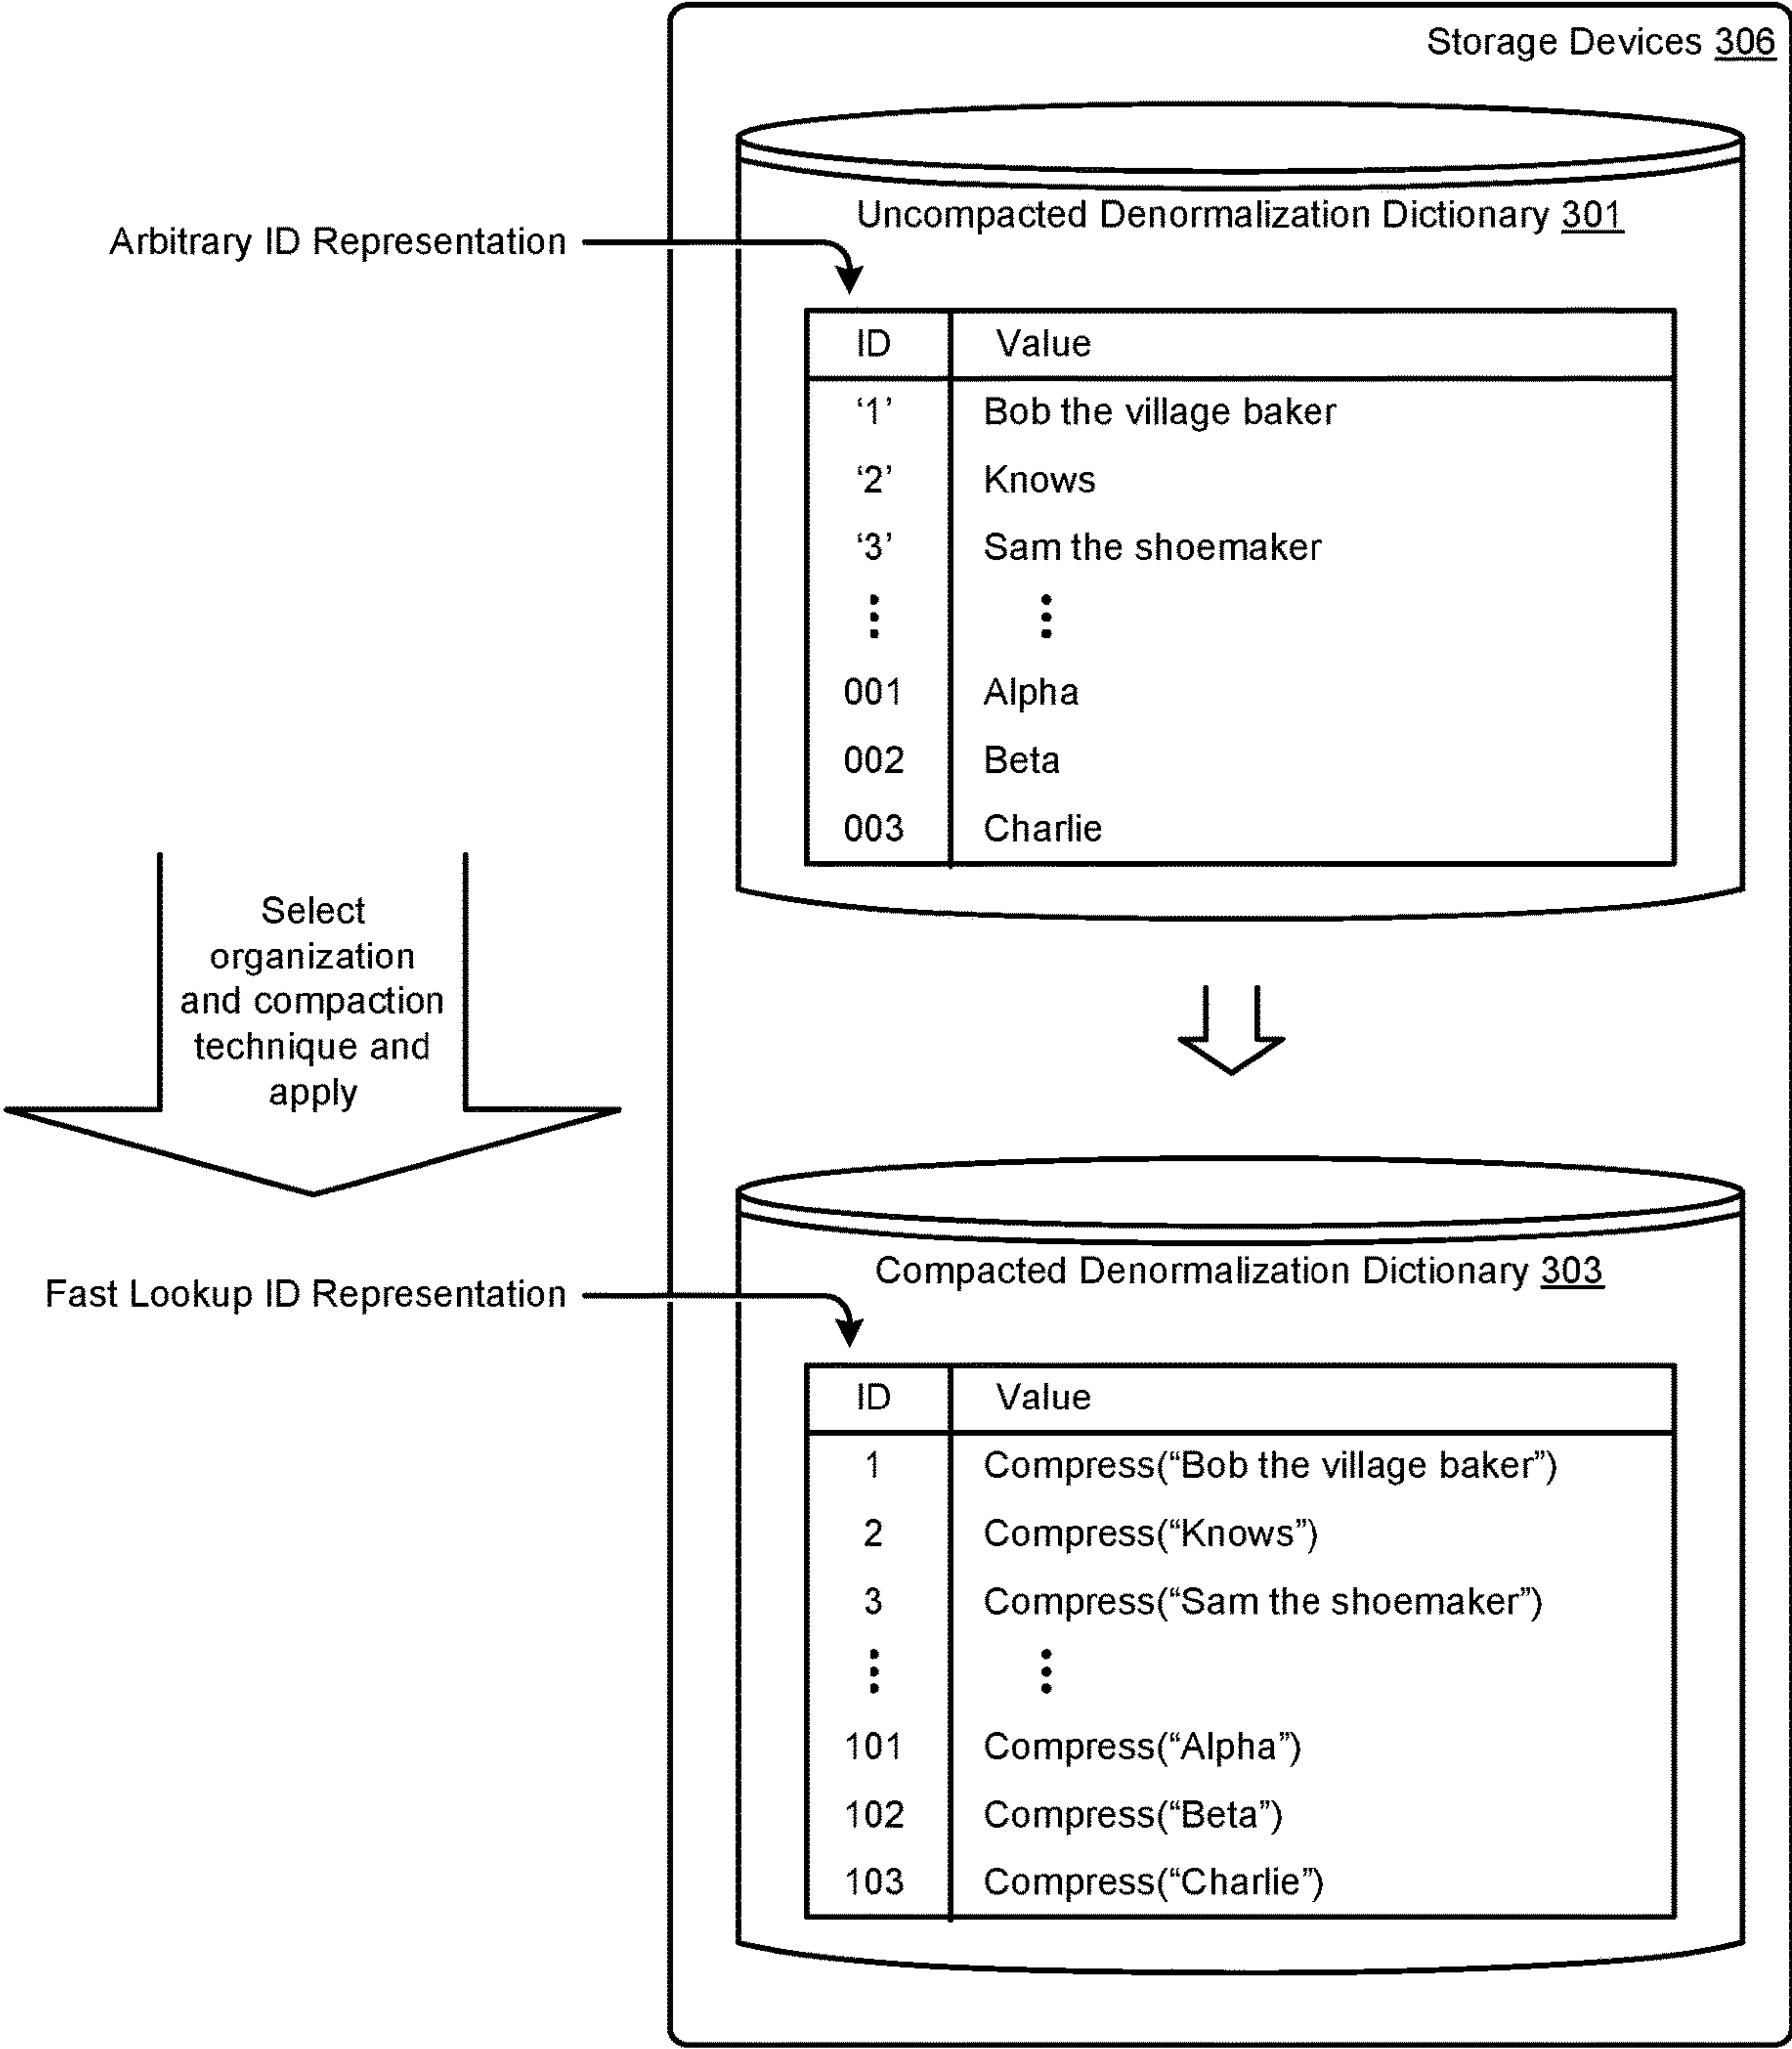 Storage Devices 306
Uncompacted Denormalization Dictionary 301
Arbitrary ID Representation
ID Value
‘1’ Bob the village baker
‘2’ Knows
‘3’ Sam the shoemaker
001 Alpha
002 Beta
003 Charlie
Select
organization
and compaction
technique and
apply
Compacted Denormalization Dictionary 303
Fast Lookup ID Representation
ID Value
1 Compress(“Bob the village baker”)
2 Compress(“Knows”)
3 Compress(“Sam the shoemaker”)
101 Compress(“Alpha”)
102 Compress(“Beta”)
103 Compress(“Charlie”)